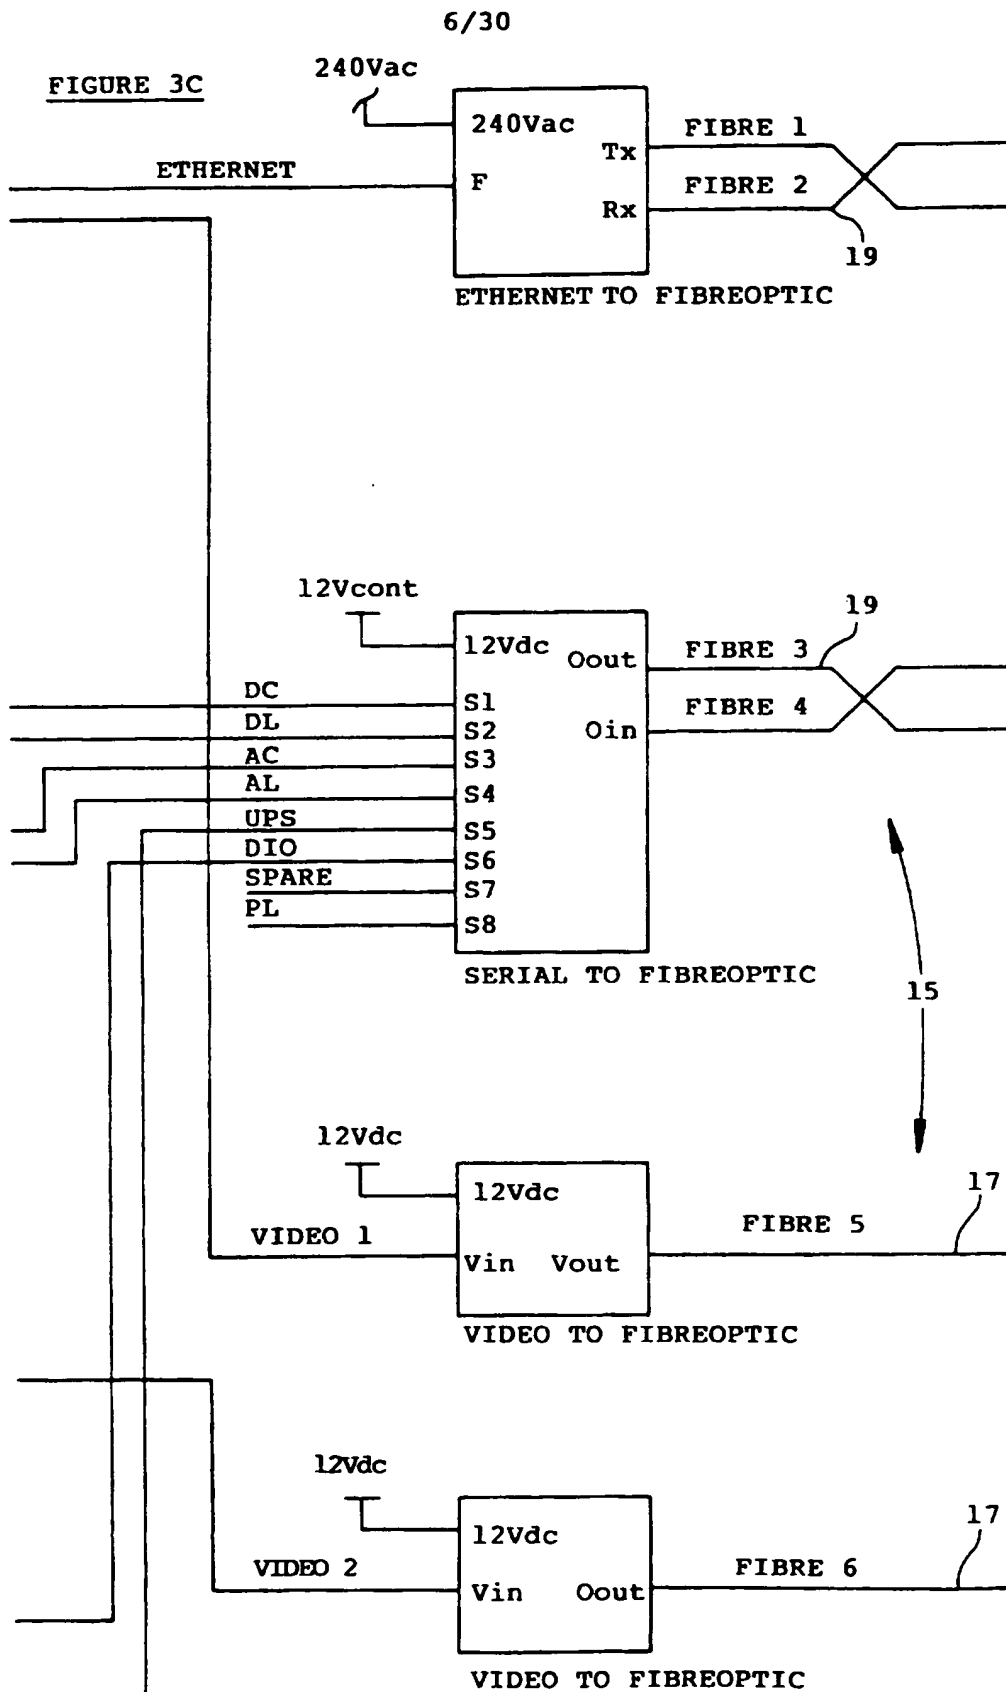 6/30
FIGURE 3C
240Vac
240Vac
Tx
FIBRE 1
ETHERNET
F
FIBRE 2
Rx
19
ETHERNET TO FIBREOPTIC
12Vcont
12Vdc
Oout
FIBRE 3
19
DC
S1
DL
S2
Oin
FIBRE 4
AC
S3
AL
S4
UPS
S5
DIO
S6
SPARE
S7
PL
S8
SERIAL TO FIBREOPTIC
15
12Vdc
12Vdc
17
VIDEO 1
Vin
Vout
FIBRE 5
VIDEO TO FIBREOPTIC
12Vdc
12Vdc
17
VIDEO 2
Vin
Oout
FIBRE 6
VIDEO TO FIBREOPTIC